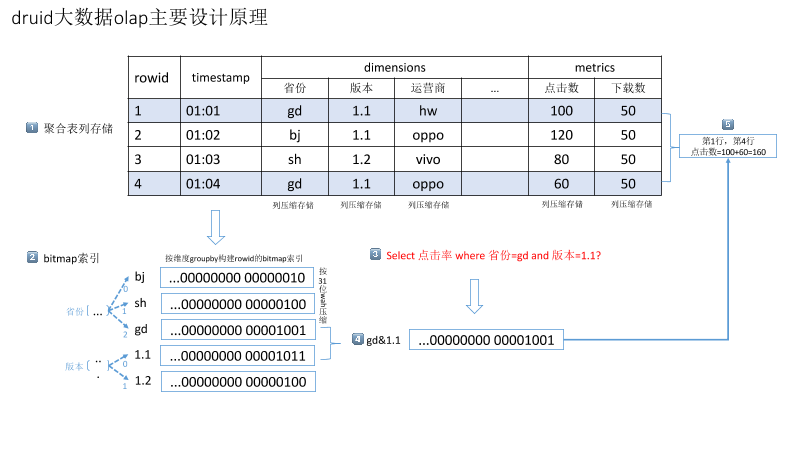 druid大数据olap主要设计原理
rowid timestamp dimensions metrics
省份 版本 运营商 ... 点击数 下载数
1 01:01 gd 1.1 hw 100 50
2 01:02 bj 1.1 oppo 120 50
3 01:03 sh 1.2 vivo 80 50
4 01:04 gd 1.1 oppo 60 50
列压缩存储 列压缩存储 列压缩存储 列压缩存储 列压缩存储
1 聚合表列存储
5
第1行，第4行
点击数=100+60=160
2 bitmap索引
按维度groupby构建rowid的bitmap索引
省份 [ ...
0 bj ...00000000 00000010
1 sh ...00000000 00000100
2 gd ...00000000 00001001
版本 [ ...
0 1.1 ...00000000 00001011
1 1.2 ...00000000 00000100
按
31
位wah压
缩
3 Select 点击率 where 省份=gd and 版本=1.1?
4 gd&1.1 ...00000000 00001001